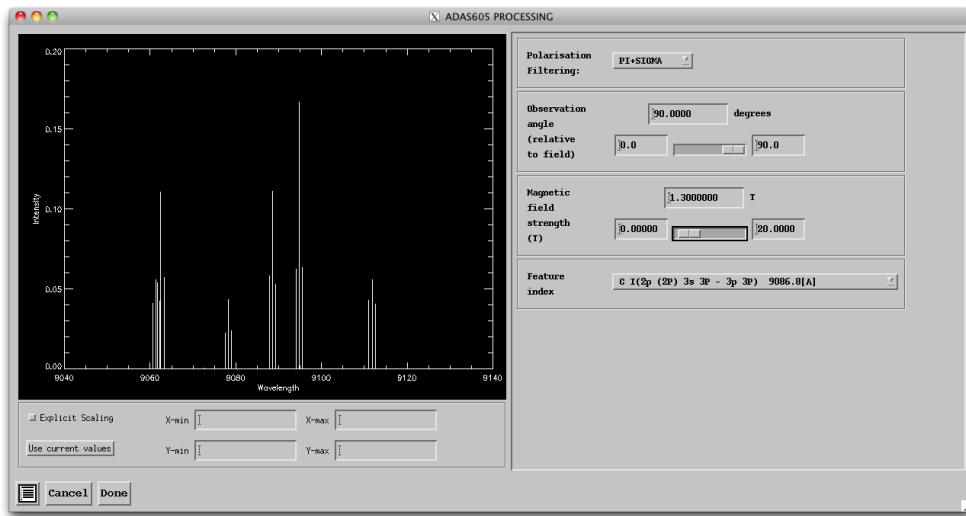 ADAS605 PROCESSING
0.20
0.15
0.10
0.05
0.00
Intensity
9040 9060 9080 9100 9120 9140
Wavelength
Explicit Scaling X-min X-max
Use current values Y-min Y-max
Cancel Done
Polarisation
Filtering:
PI+SIGMA
Observation
angle
(relative
to field)
90.0000 degrees
0.0 90.0
Magnetic
field
strength
(T)
1.3000000 T
0.00000 20.0000
Feature
index
C I(2p (2P) 3s 3P - 3p 3P) 9086.8[A]